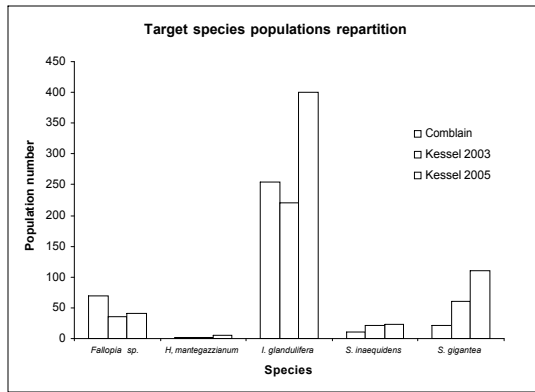 Target species populations repartition
450
400
350
300
250
200
150
100
50
0
Population number
Comblain
Kessel 2003
Kessel 2005
Fallopia sp. H, mantegazzianum I. glandulifera S. inaequidens S. gigantea
Species